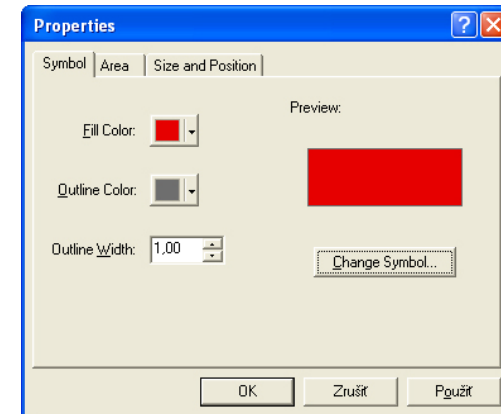 Properties
Symbol Area Size and Position
Preview:
Fill Color:
Outline Color:
Outline Width: 1,00
Change Symbol...
OK Zrušit Použít